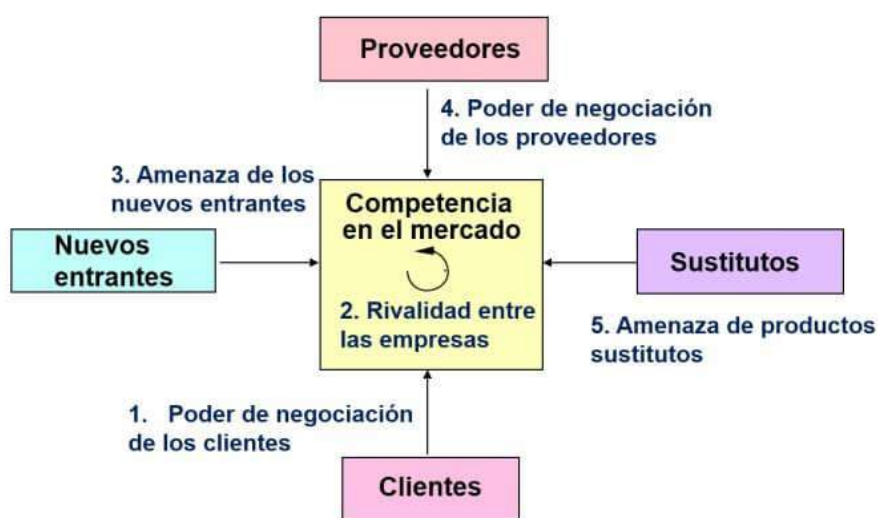 Proveedores
4. Poder de negociación
de los proveedores
3. Amenaza de los
nuevos entrantes
Competencia
en el mercado
Nuevos
entrantes
Sustitutos
2. Rivalidad entre
las empresas
5. Amenaza de productos
sustitutos
1. Poder de negociación
de los clientes
Clientes